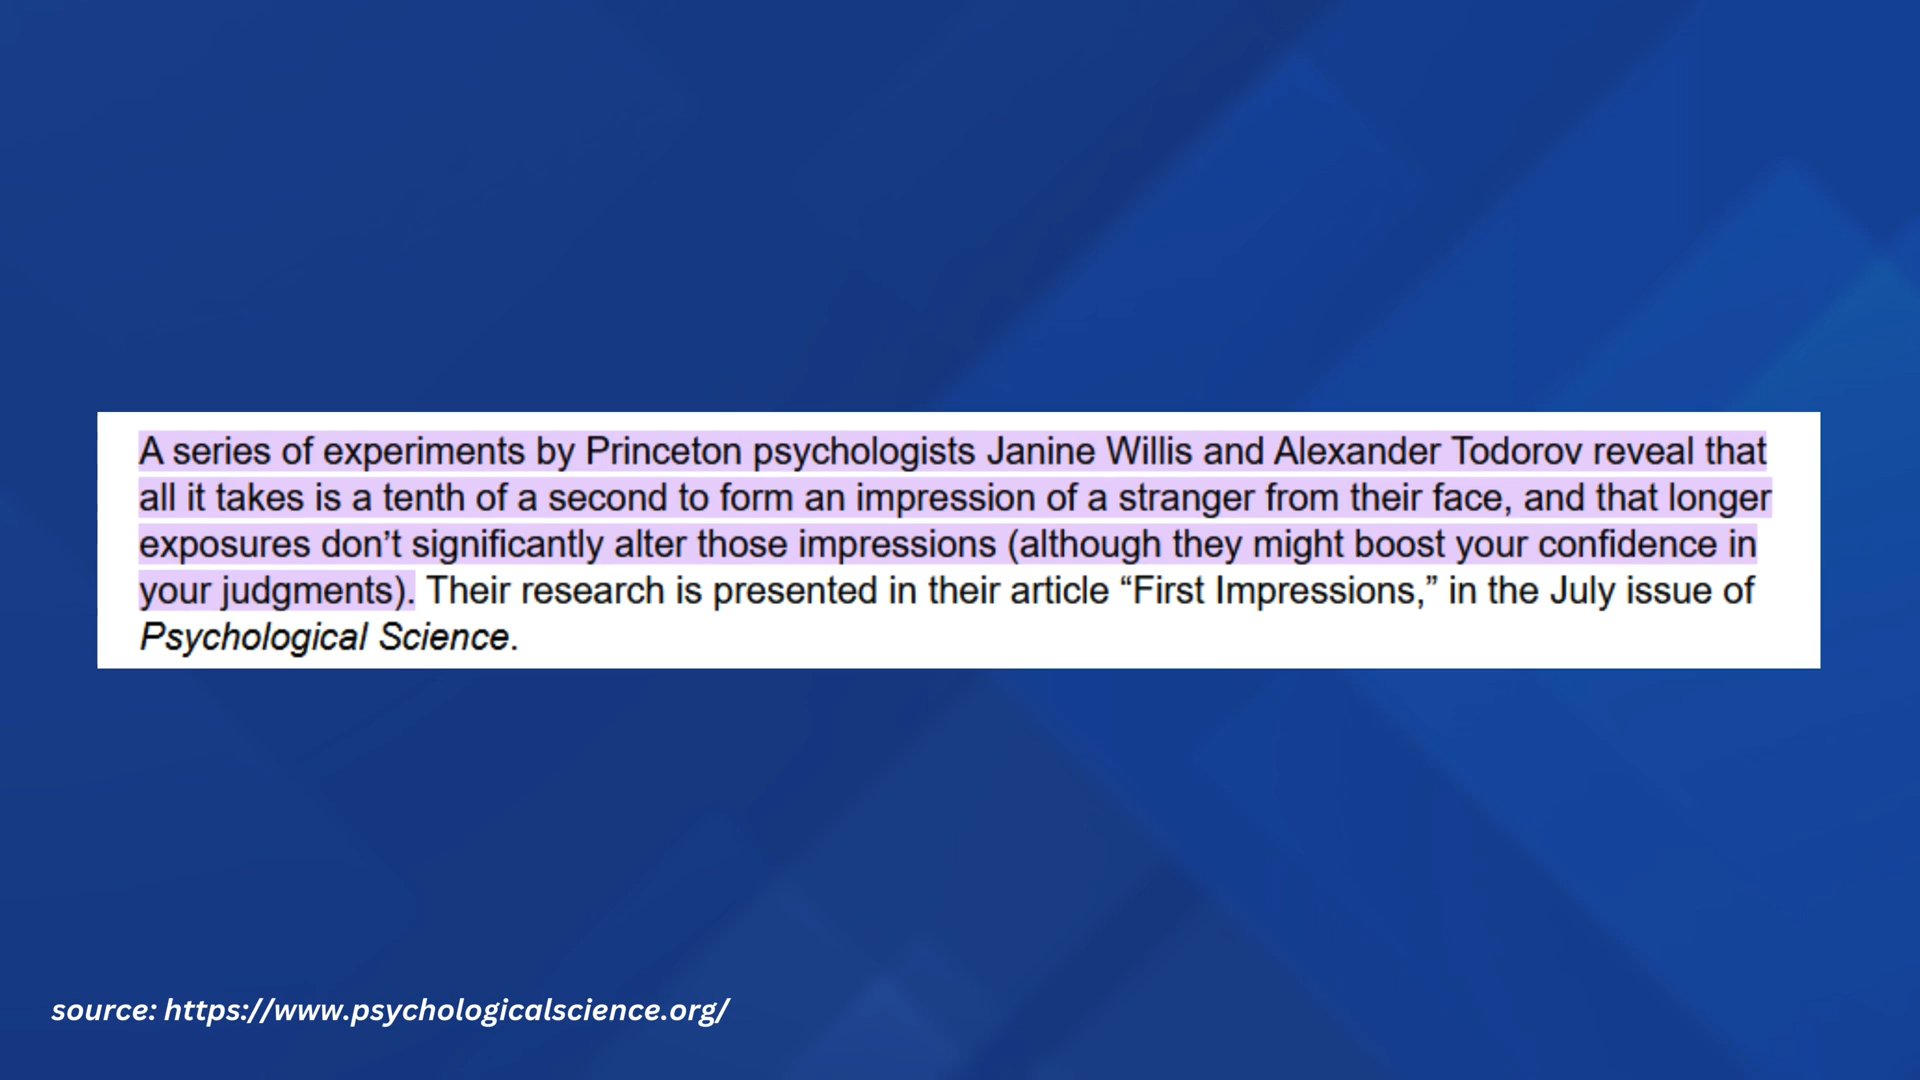 A series of experiments by Princeton psychologists Janine Willis and Alexander Todorov reveal that
all it takes is a tenth of a second to form an impression of a stranger from their face, and that longer
exposures don’t significantly alter those impressions (although they might boost your confidence in
your judgments). Their research is presented in their article “First Impressions,” in the July issue of
Psychological Science.
source: https://www.psychologicalscience.org/